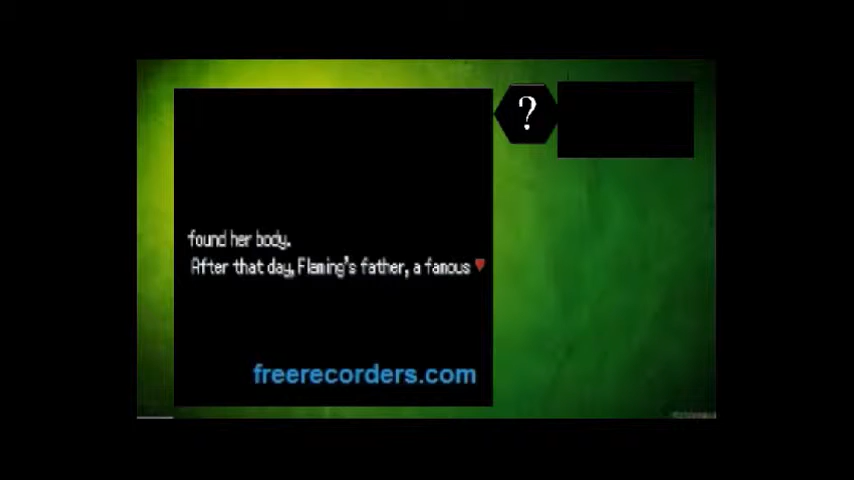 ?
found her body.
After that day, Flaming's father, a famous
freerecorders.com